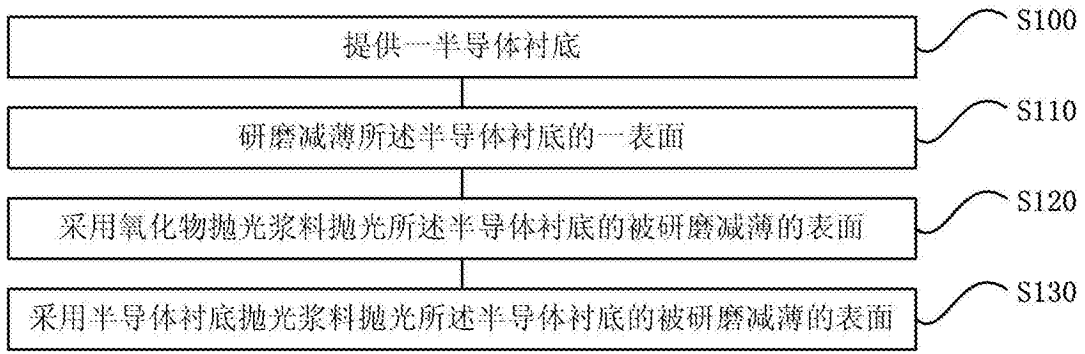 提供一半导体衬底
S100
研磨减薄所述半导体衬底的一表面
S110
采用氧化物抛光浆料抛光所述半导体衬底的被研磨减薄的表面
S120
采用半导体衬底抛光浆料抛光所述半导体衬底的被研磨减薄的表面
S130